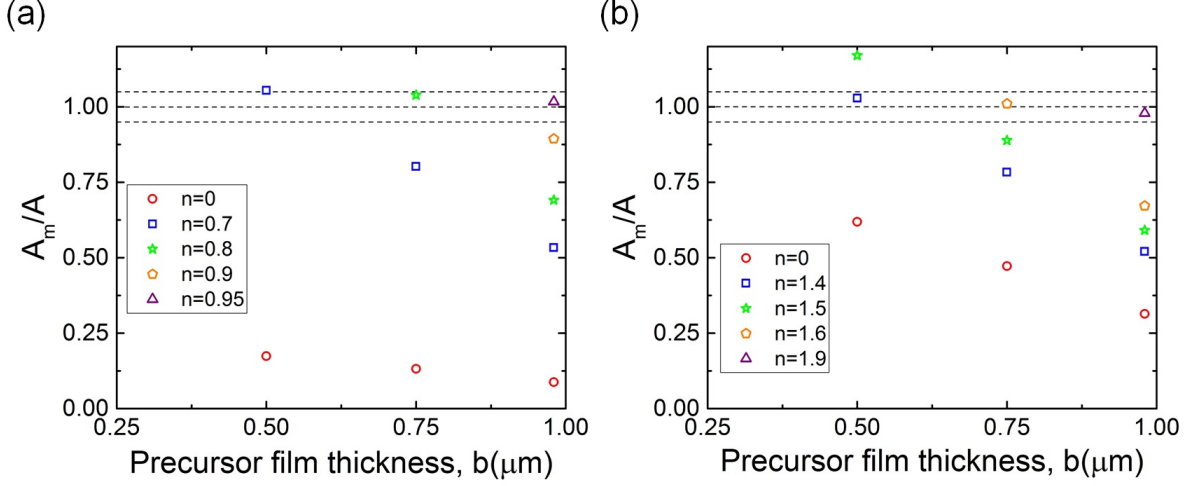 (a)
1.00
0.75
0.50
0.25
0.00
A_m/A
n=0
n=0.7
n=0.8
n=0.9
n=0.95
0.25 0.50 0.75 1.00
Precursor film thickness, b(μm)
(b)
1.00
0.75
0.50
0.25
0.00
A_m/A
n=0
n=1.4
n=1.5
n=1.6
n=1.9
0.25 0.50 0.75 1.00
Precursor film thickness, b(μm)